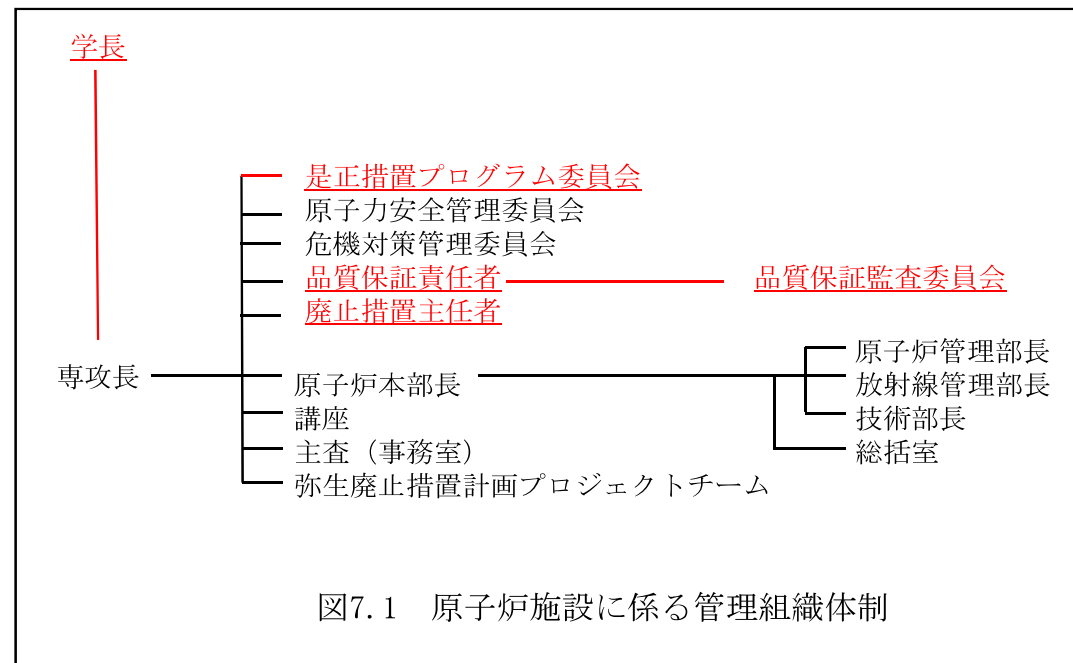 学長
是正措置プログラム委員会
原子力安全管理委員会
危機対策管理委員会
品質保証責任者
品質保証監査委員会
廃止措置主任者
専攻長
原子炉本部長
講座
主査（事務室）
弥生廃止措置計画プロジェクトチーム
原子炉管理部長
放射線管理部長
技術部長
総括室
図7.1　原子炉施設に係る管理組織体制